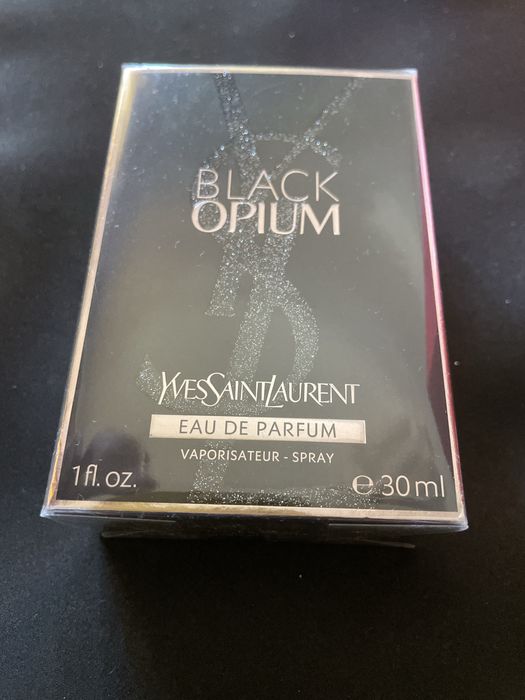 BLACK
OPIUM
YVESSAINTLAURENT
EAU DE PARFUM
VAPORISATEUR - SPRAY
1 fl. oz. ℮ 30 ml